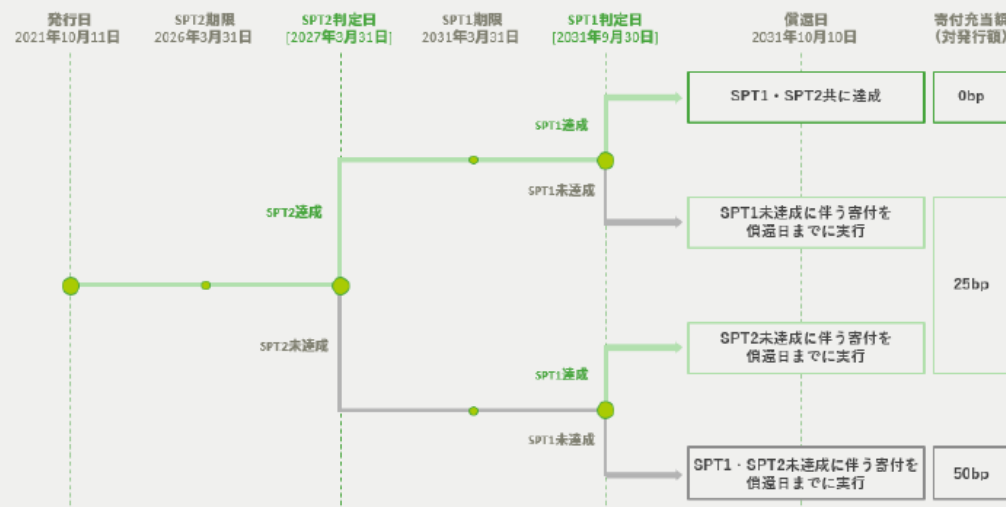 発行日
2021年10月11日
SPT2期限
2026年3月31日
SPT2判定日
[2027年3月31日]
SPT1期限
2031年3月31日
SPT1判定日
[2031年9月30日]
償還日
2031年10月10日
寄付充当額
(対発行額)
SPT1・SPT2共に達成
0bp
SPT1達成
SPT1未達成
SPT2達成
SPT1未達成に伴う寄付を
償還日までに実行
25bp
SPT2未達成
SPT2未達成に伴う寄付を
償還日までに実行
SPT1達成
SPT1未達成
SPT1・SPT2未達成に伴う寄付を
償還日までに実行
50bp